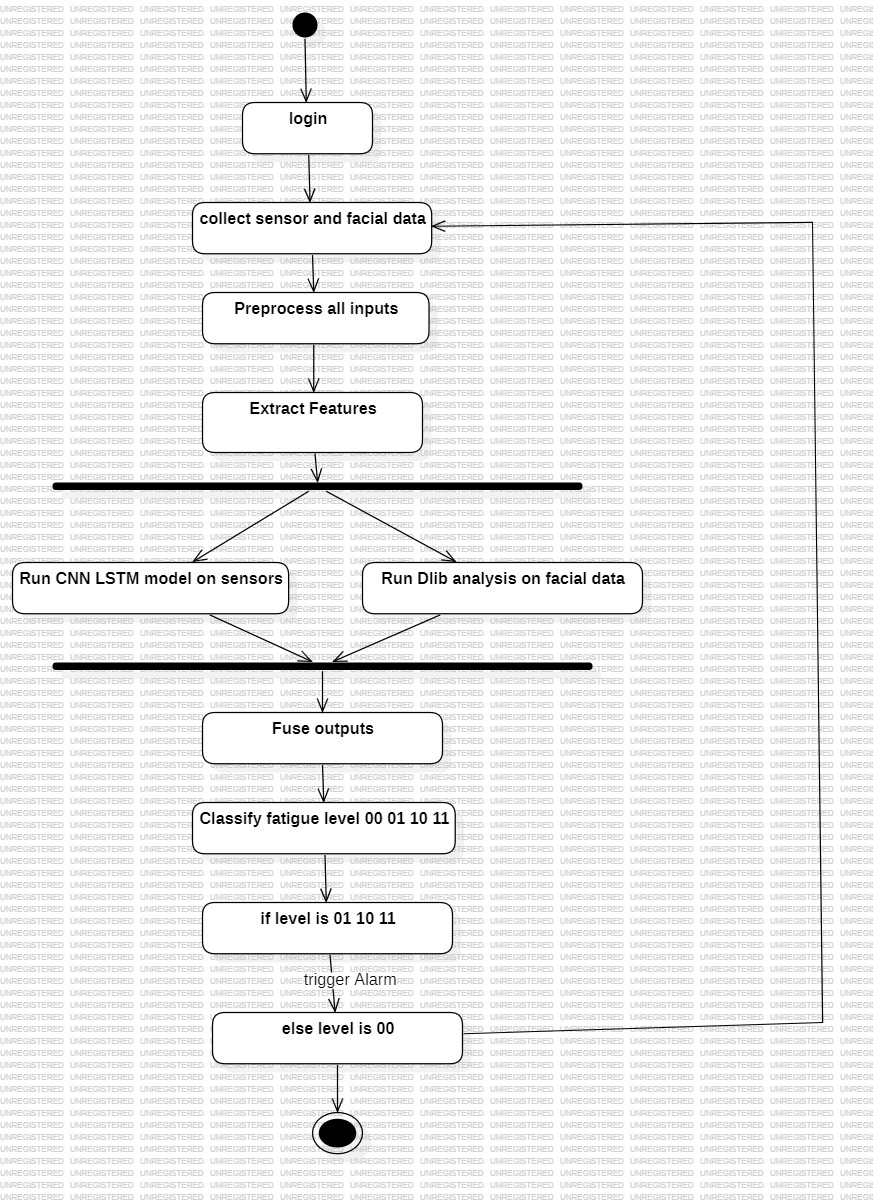 login
collect sensor and facial data
Preprocess all inputs
Extract Features
Run CNN LSTM model on sensors
Run Dlib analysis on facial data
Fuse outputs
Classify fatigue level 00 01 10 11
if level is 01 10 11
trigger Alarm
else level is 00
UNREGISTERED